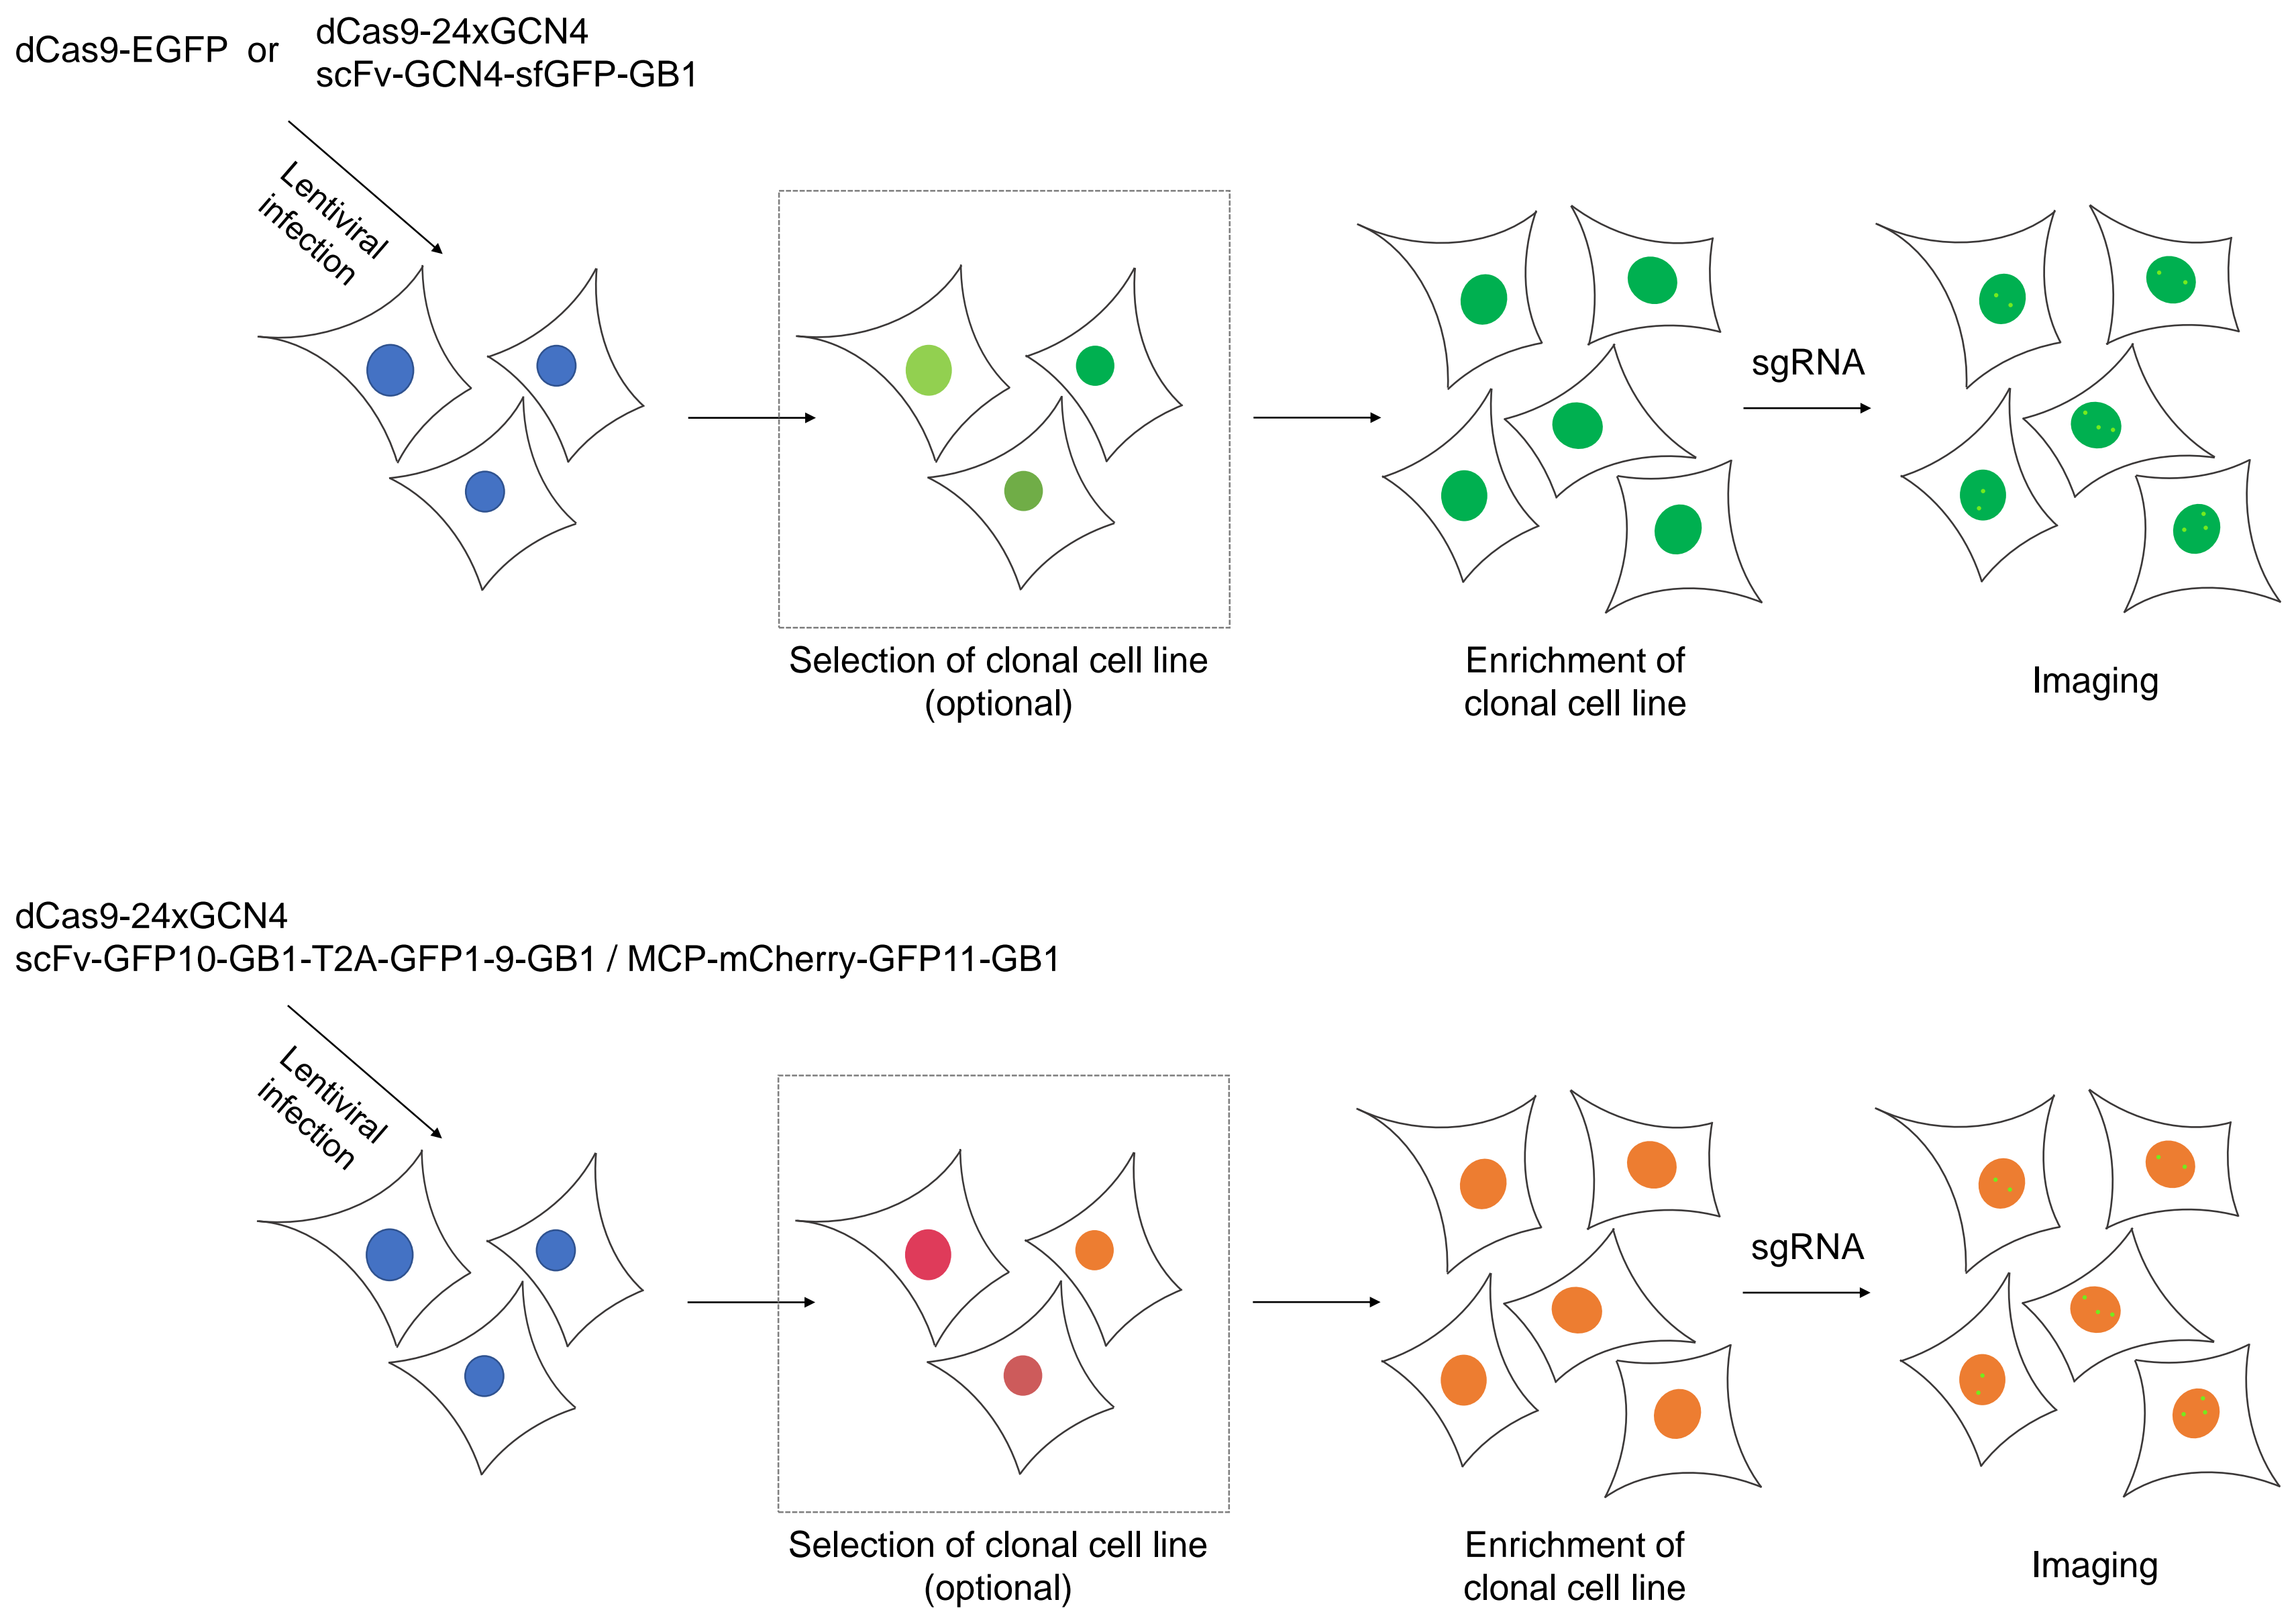 dCas9-EGFP or
dCas9-24xGCN4
scFv-GCN4-sfGFP-GB1
Lentiviral
infection
Selection of clonal cell line
(optional)
Enrichment of
clonal cell line
sgRNA
Imaging
dCas9-24xGCN4
scFv-GFP10-GB1-T2A-GFP1-9-GB1 / MCP-mCherry-GFP11-GB1
Lentiviral
infection
Selection of clonal cell line
(optional)
Enrichment of
clonal cell line
sgRNA
Imaging